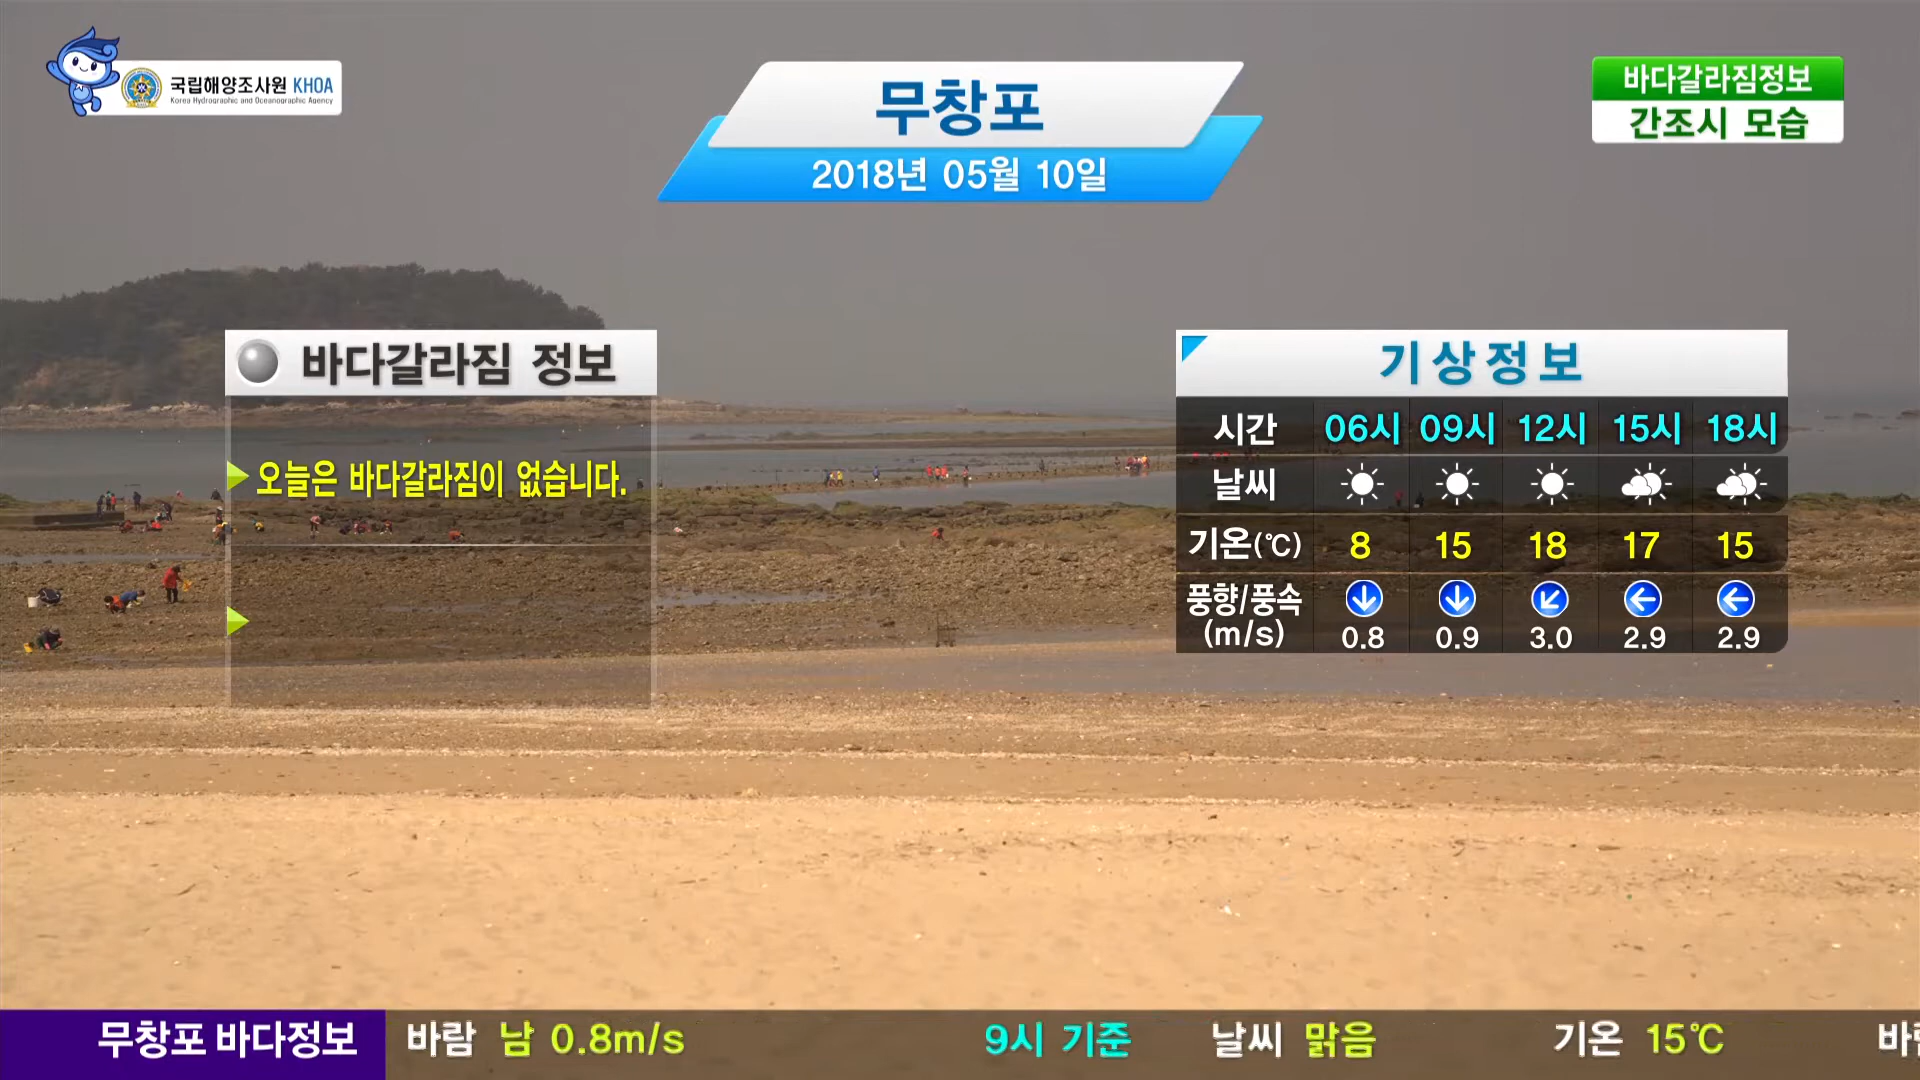 국립해양조사원 KHOA
Korea Hydrographic and Oceanographic Agency
무창포
2018년 05월 10일
바다갈라짐정보
간조시 모습
바다갈라짐 정보
오늘은 바다갈라짐이 없습니다.
기상정보
시간 06시 09시 12시 15시 18시
날씨
기온(℃) 8 15 18 17 15
풍향/풍속
(m/s) 0.8 0.9 3.0 2.9 2.9
무창포 바다정보 바람 남 0.8m/s 9시 기준 날씨 맑음 기온 15℃